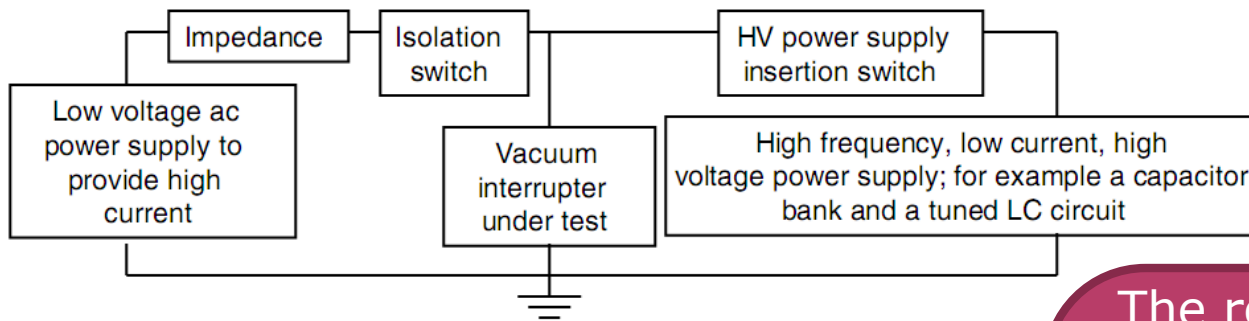 Impedance
Isolation
switch
HV power supply
insertion switch
Low voltage ac
power supply to
provide high
current
Vacuum
interrupter
under test
High frequency, low current, high
voltage power supply; for example a capacitor
bank and a tuned LC circuit
The